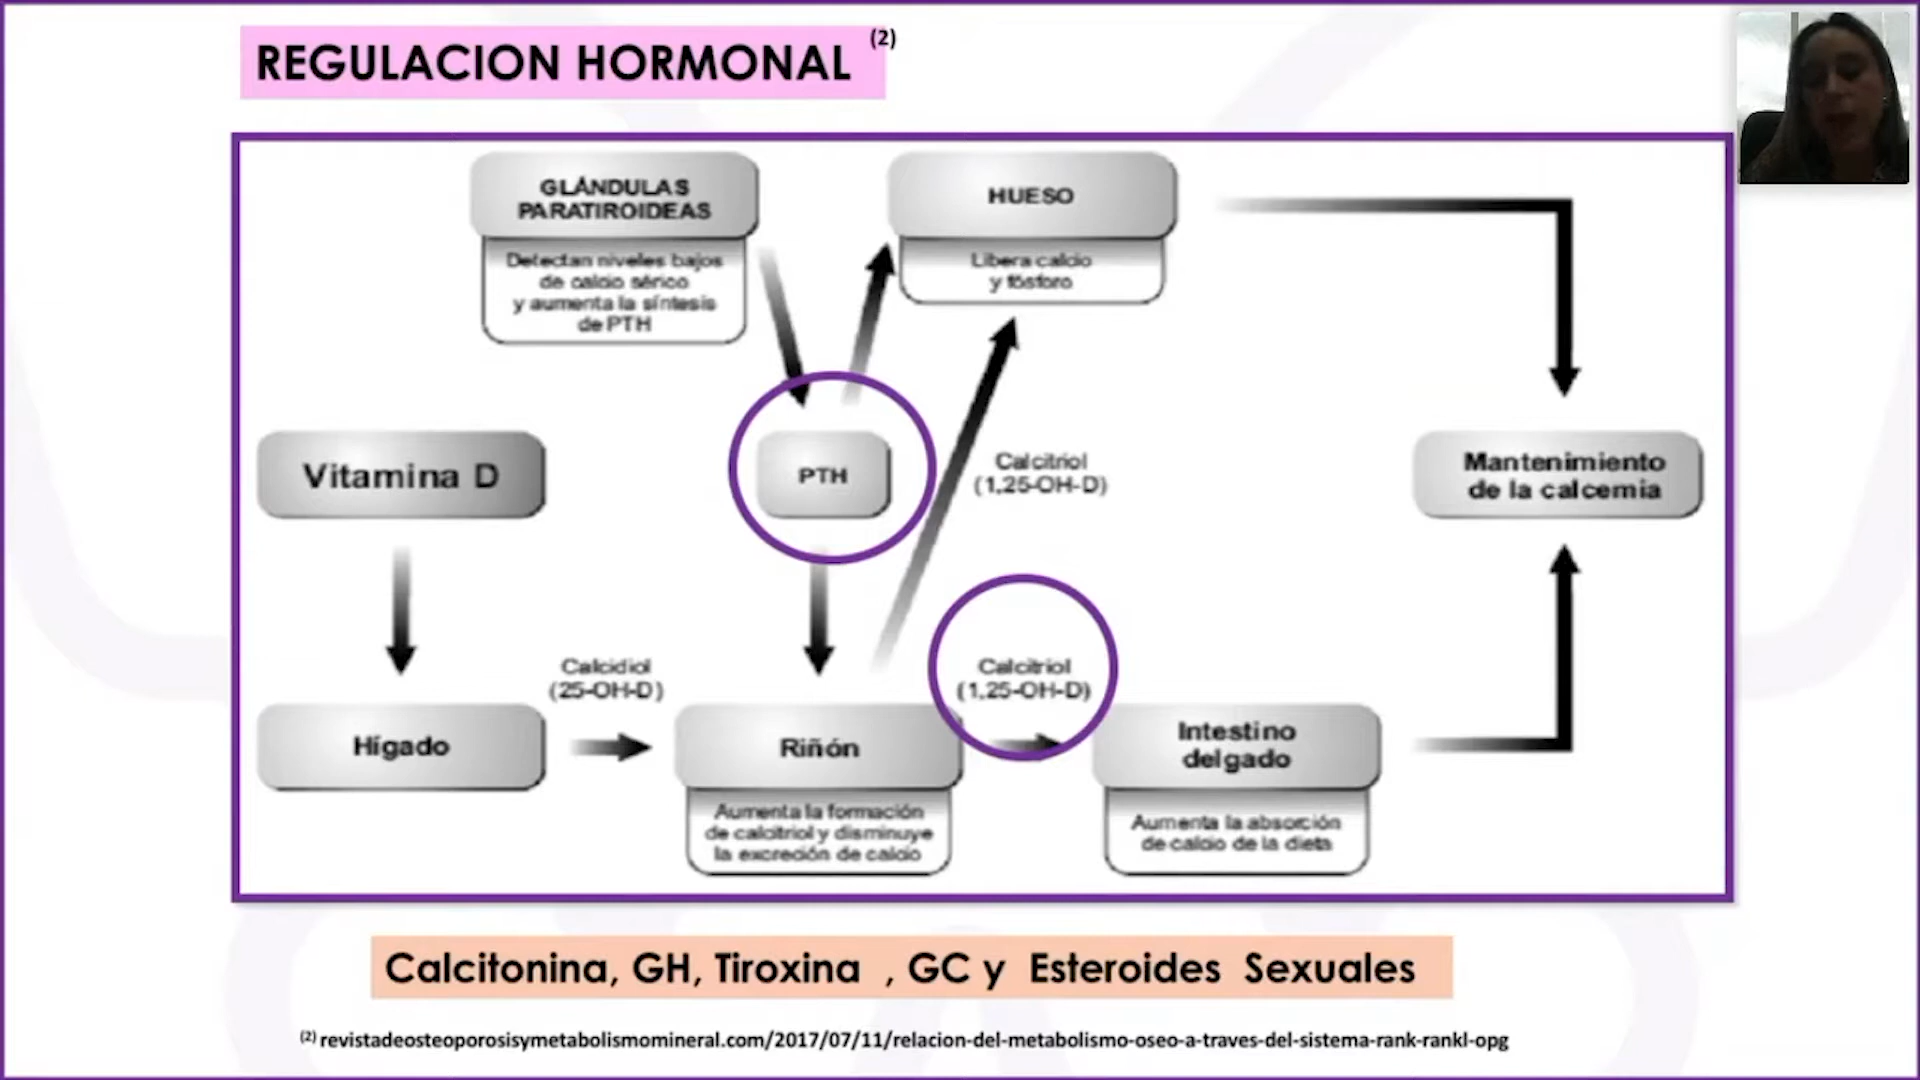 REGULACION HORMONAL (2)
GLÁNDULAS
PARATIROIDEAS
Detectan niveles bajos
de calcio sérico
y aumenta la síntesis
de PTH
HUESO
Libera calcio
y fósforo
Vitamina D
PTH
Calcitriol
(1,25-OH-D)
Mantenimiento
de la calcemia
Calcidiol
(25-OH-D)
Calcitriol
(1,25-OH-D)
Hígado
Riñón
Aumenta la formación
de calcitriol y disminuye
la excreción de calcio
Intestino
delgado
Aumenta la absorción
de calcio de la dieta
Calcitonina, GH, Tiroxina , GC y Esteroides Sexuales
(2) revistadeosteoporosisymetabolismomineral.com/2017/07/11/relacion-del-metabolismo-oseo-a-traves-del-sistema-rank-rankl-opg